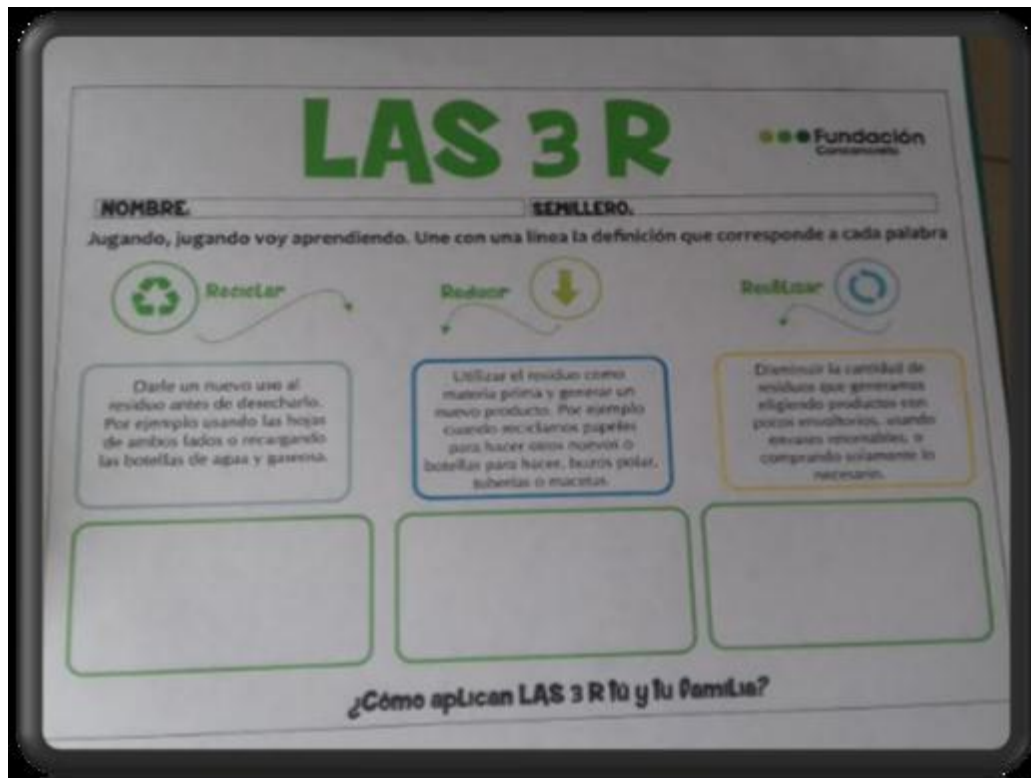 LAS 3 R
Fundación
Conconcreto
NOMBRE.
SEMILLERO.
Jugando, jugando voy aprendiendo. Une con una línea la definición que corresponde a cada palabra
Reciclar
Reducir
Reutilizar
Darle un nuevo uso al
residuo antes de desecharlo.
Por ejemplo usando las hojas
de ambos lados o recargando
las botellas de agua y gaseosa.
Utilizar el residuo como
materia prima y generar un
nuevo producto. Por ejemplo
cuando reciclamos papeles
para hacer otros nuevos o
botellas para hacer, buzos polar,
tuberías o macetas.
Disminuir la cantidad de
residuos que generamos
eligiendo productos con
pocos envoltorios, usando
envases retornables, o
comprando solamente lo
necesario.
¿Cómo aplican LAS 3 R tú y tu familia?